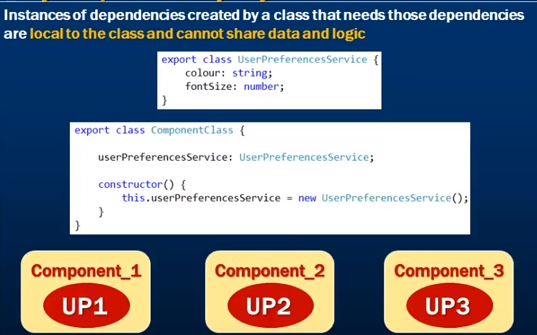 Instances of dependencies created by a class that needs those dependencies
are local to the class and cannot share data and logic
export class UserPreferencesService {
colour: string;
fontSize: number;
}
export class ComponentClass {
userPreferencesService: UserPreferencesService;
constructor() {
this.userPreferencesService = new UserPreferencesService();
}
}
Component_1
Component_2
Component_3
UP1
UP2
UP3